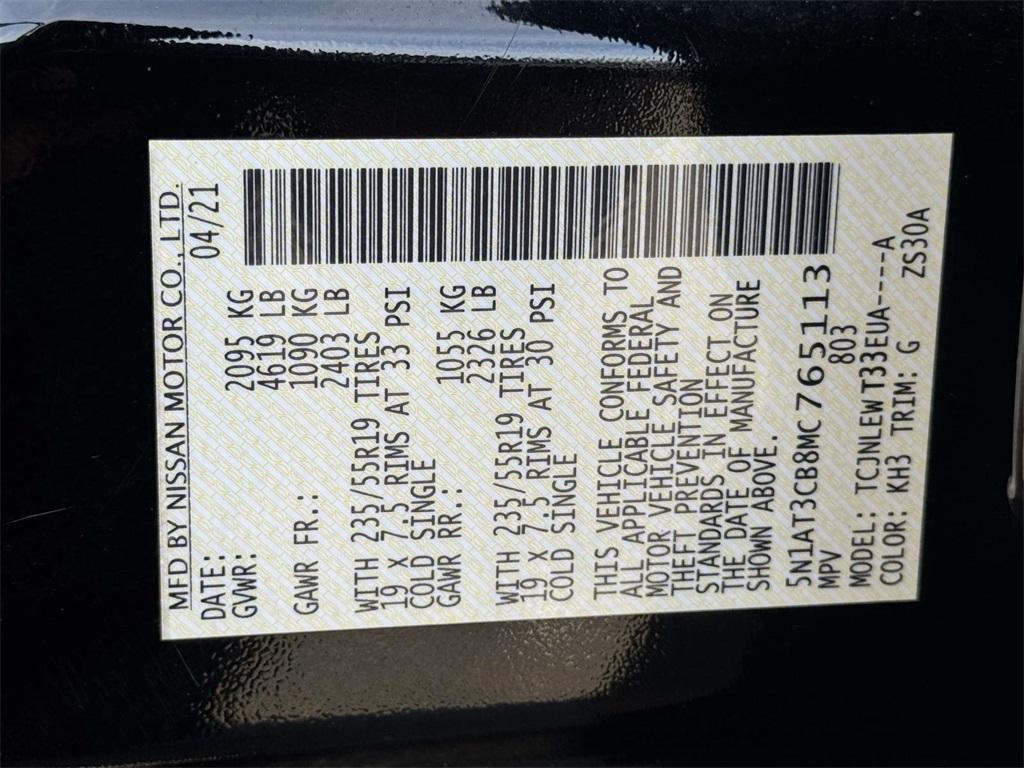 MFD BY NISSAN MOTOR CO., LTD.
DATE: 04/21
GVWR: 2095 KG
4619 LB
GAWR FR.: 1090 KG
2403 LB
WITH 235/55R19 TIRES
19 X 7.5 RIMS AT 33 PSI
COLD SINGLE
GAWR RR.: 1055 KG
2326 LB
WITH 235/55R19 TIRES
19 X 7.5 RIMS AT 30 PSI
COLD SINGLE
THIS VEHICLE CONFORMS TO
ALL APPLICABLE FEDERAL
MOTOR VEHICLE SAFETY AND
THEFT PREVENTION
STANDARDS IN EFFECT ON
THE DATE OF MANUFACTURE
SHOWN ABOVE.
5N1AT3CB8MC765113
MPV 803
MODEL: TCJNLEWT33EUA-----A
COLOR: KH3 TRIM: G ZS30A